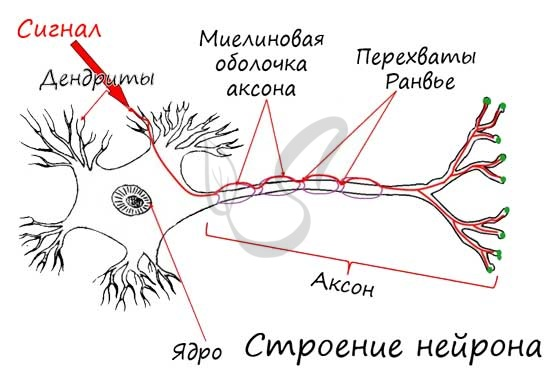 Сигнал
Дендриты
Миелиновая
оболочка
аксона
Перехваты
Ранвье
Аксон
Ядро
Строение нейрона